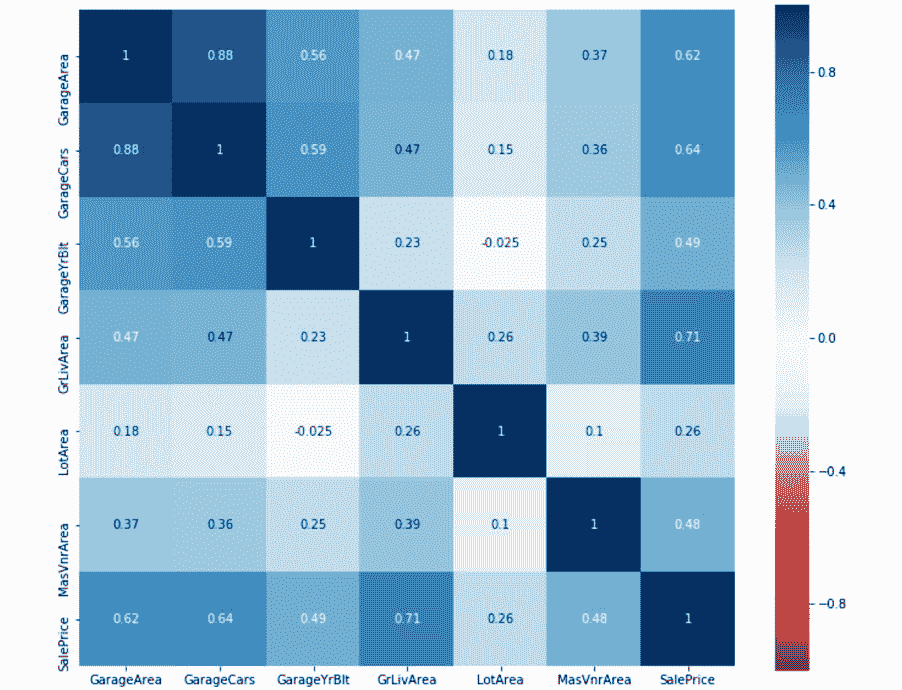 GarageArea 1 0.88 0.56 0.47 0.18 0.37 0.62
GarageCars 0.88 1 0.59 0.47 0.15 0.36 0.64
GarageYrBlt 0.56 0.59 1 0.23 -0.025 0.25 0.49
GrLivArea 0.47 0.47 0.23 1 0.26 0.39 0.71
LotArea 0.18 0.15 -0.025 0.26 1 0.1 0.26
MasVnrArea 0.37 0.36 0.25 0.39 0.1 1 0.48
SalePrice 0.62 0.64 0.49 0.71 0.26 0.48 1
GarageArea GarageCars GarageYrBlt GrLivArea LotArea MasVnrArea SalePrice
0.8
0.4
0.0
−0.4
−0.8